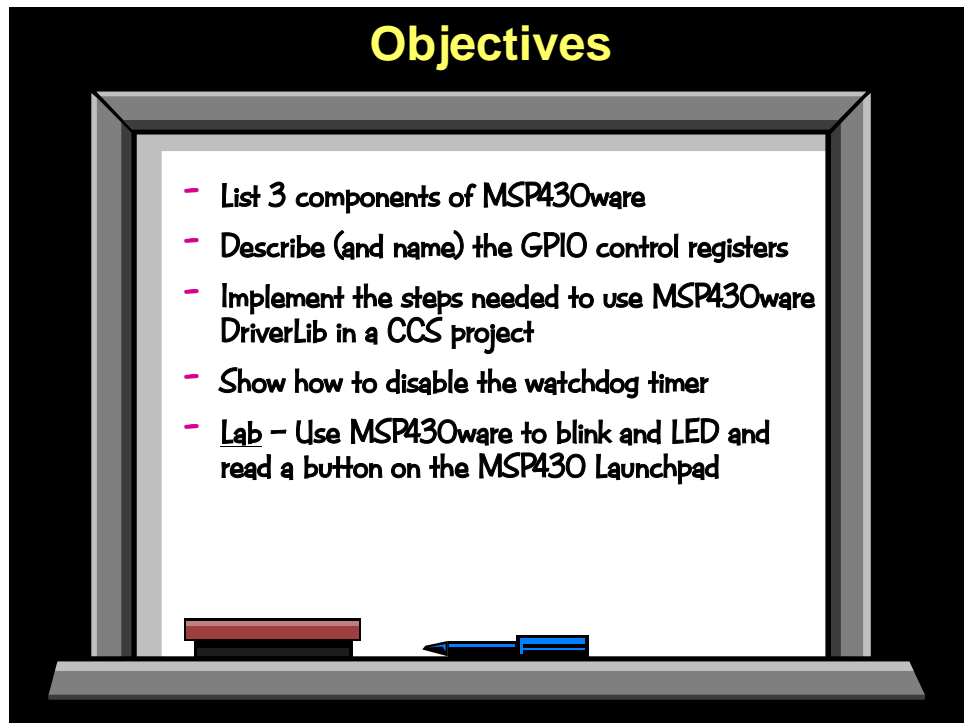 Objectives
- List 3 components of MSP430ware
- Describe (and name) the GPIO control registers
- Implement the steps needed to use MSP430ware
DriverLib in a CCS project
- Show how to disable the watchdog timer
- Lab – Use MSP430ware to blink and LED and
read a button on the MSP430 Launchpad